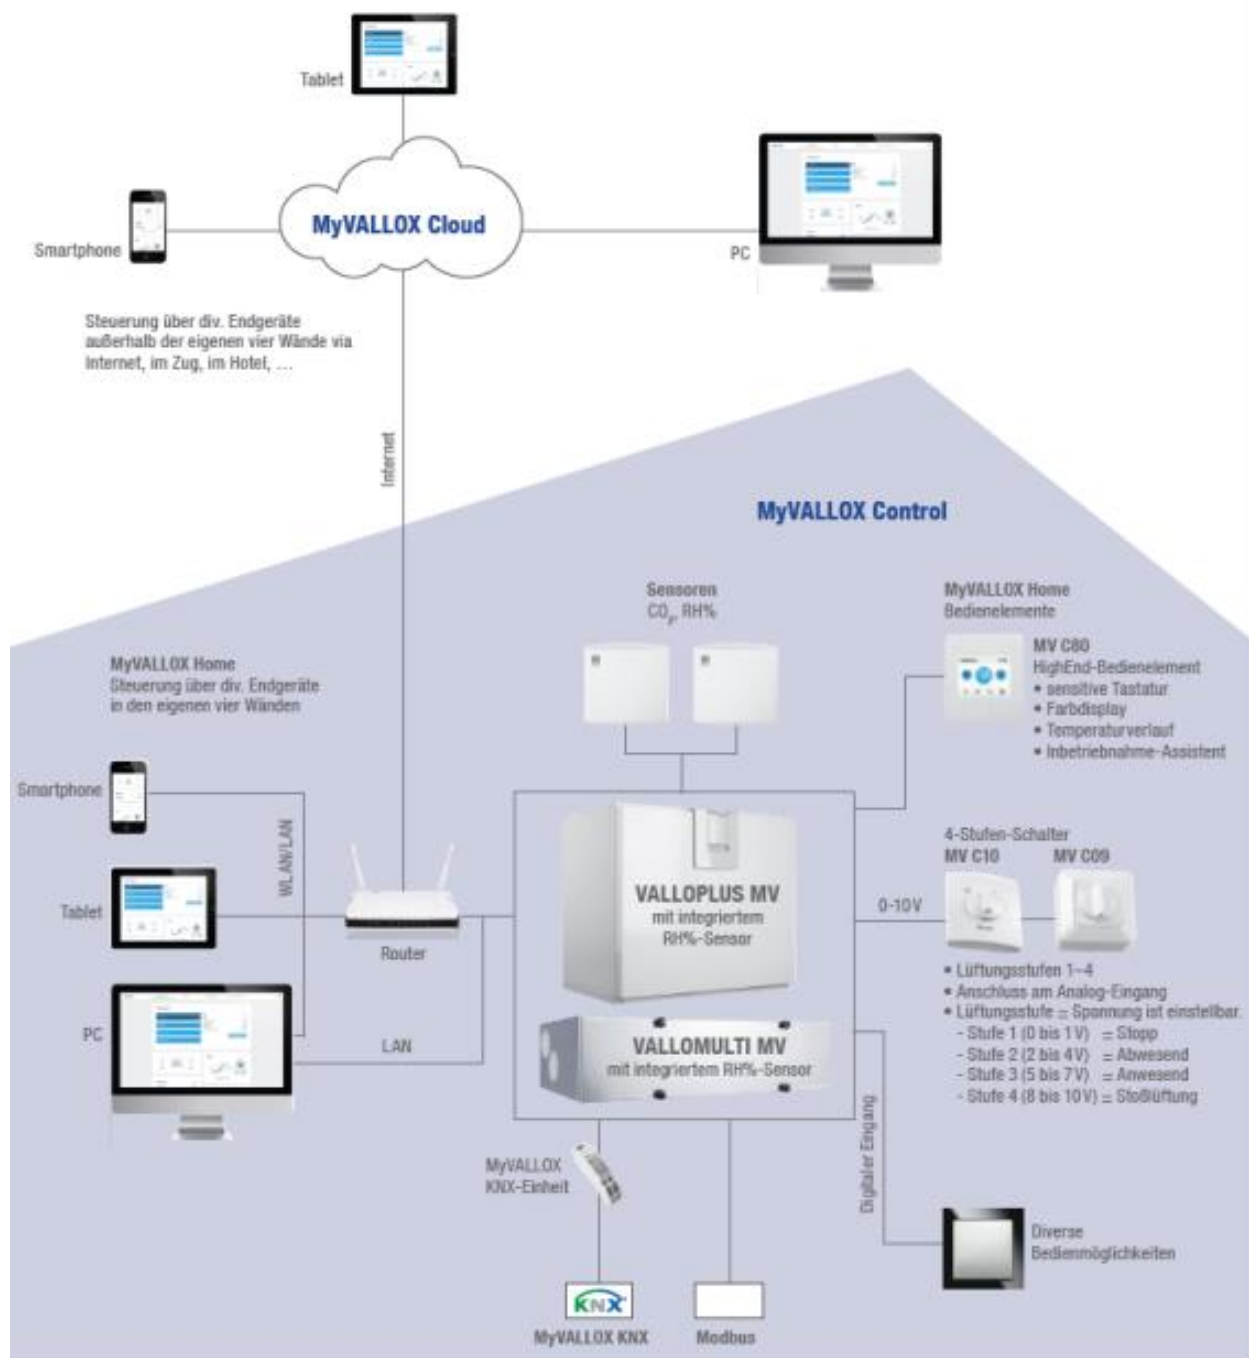 Tablet
MyVALLOX Cloud
Smartphone
PC
Steuerung über div. Endgeräte
außerhalb der eigenen vier Wände via
Internet, im Zug, im Hotel, …
Internet
MyVALLOX Control
Sensoren
CO₂, RH%
MyVALLOX Home
Bedienelemente
MV C80
HighEnd-Bedienelement
• sensitive Tastatur
• Farbdisplay
• Temperaturverlauf
• Inbetriebnahme-Assistent
MyVALLOX Home
Steuerung über div. Endgeräte
in den eigenen vier Wänden
Smartphone
WLAN/LAN
Tablet
Router
PC
LAN
VALLOPLUS MV
mit integriertem
RH%-Sensor
VALLOMULTI MV
mit integriertem RH%-Sensor
4-Stufen-Schalter
MV C10 MV C09
0-10V
• Lüftungsstufen 1–4
• Anschluss am Analog-Eingang
• Lüftungsstufe = Spannung ist einstellbar.
- Stufe 1 (0 bis 1 V) = Stopp
- Stufe 2 (2 bis 4 V) = Abwesend
- Stufe 3 (5 bis 7 V) = Anwesend
- Stufe 4 (8 bis 10 V) = Stoßlüftung
MyVALLOX
KNX-Einheit
Digitaler Eingang
Diverse
Bedienmöglichkeiten
KNX
MyVALLOX KNX
Modbus